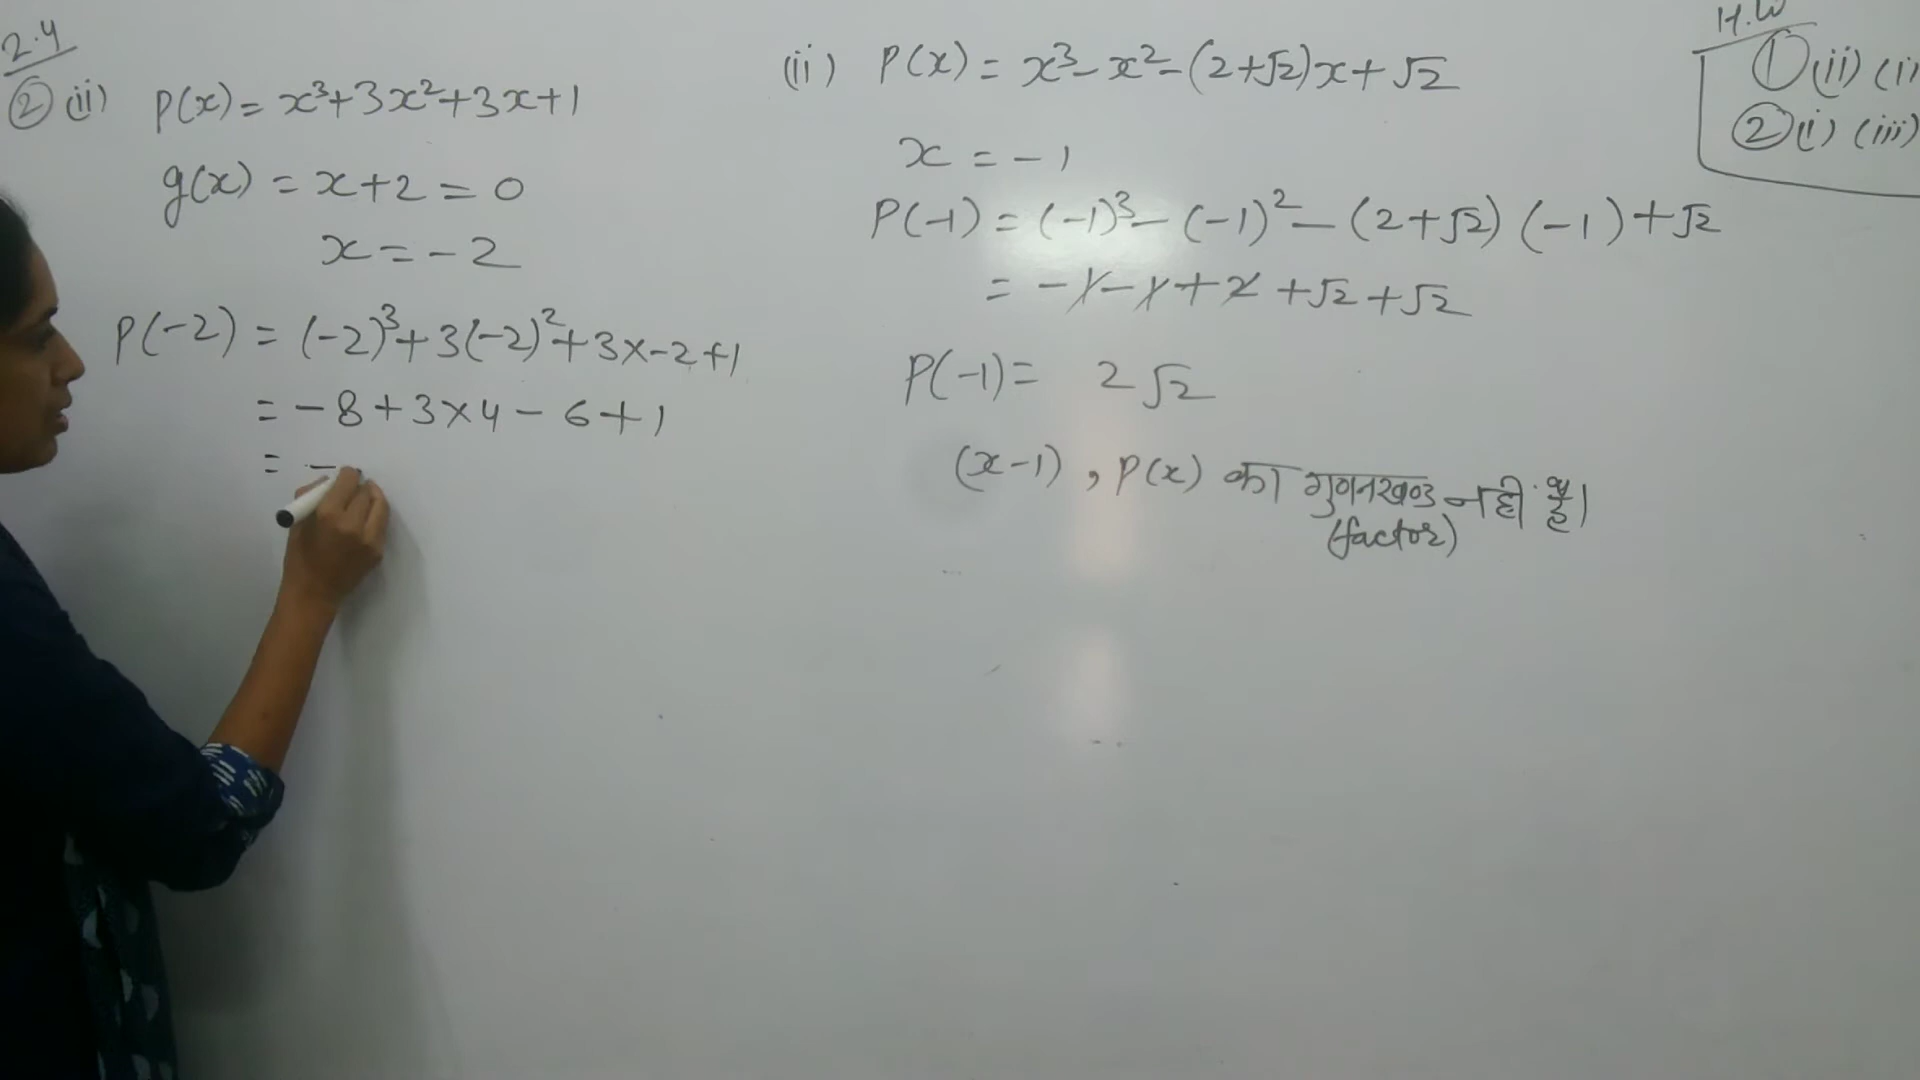 2.4
② (ii) P(x) = x³+3x²+3x+1
g(x) = x+2 = 0
x = -2
P(-2) = (-2)³+3(-2)²+3x-2+1
= -8+3×4-6+1
= -
(ii) P(x) = x³-x²-(2+√2)x+√2
x = -1
P(-1) = (-1)³-(-1)²-(2+√2)(-1)+√2
= -1-1+2+√2+√2
P(-1) = 2√2
(x-1), P(x) का गुणनखण्ड नहीं है।
(factor)
H.W
① (ii) (i
② (i) (iii)